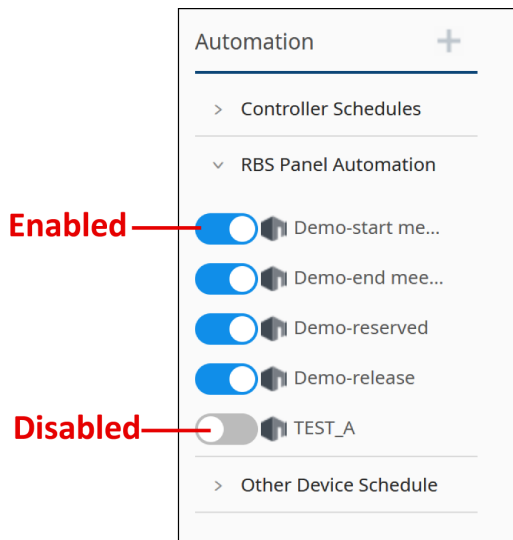 Automation
Controller Schedules
RBS Panel Automation
Enabled
Demo-start me...
Demo-end mee...
Demo-reserved
Demo-release
Disabled
TEST_A
Other Device Schedule